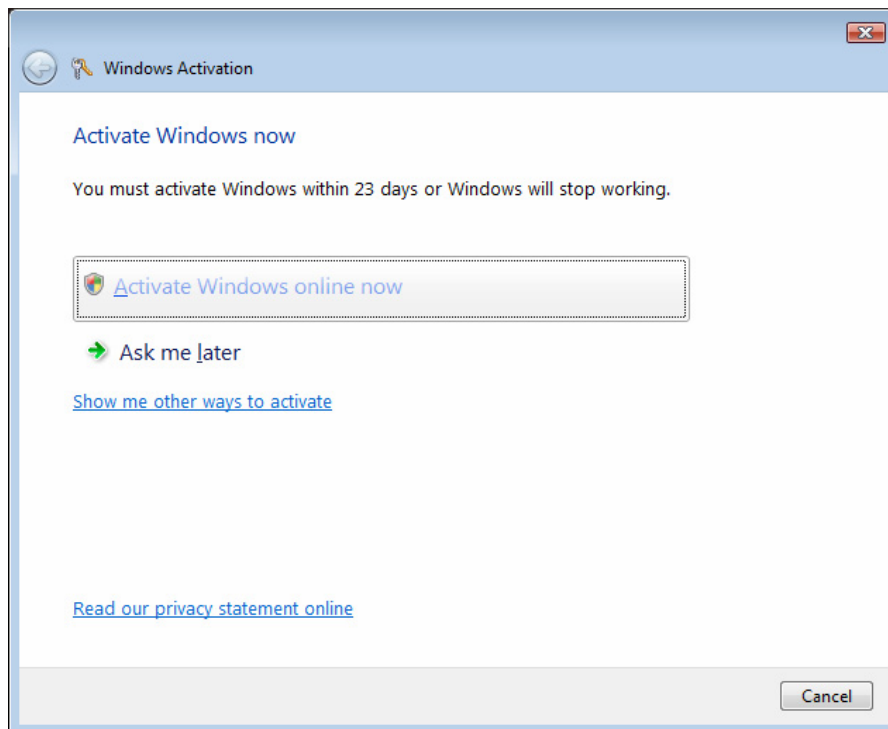 Windows Activation
Activate Windows now
You must activate Windows within 23 days or Windows will stop working.
Activate Windows online now
Ask me later
Show me other ways to activate
Read our privacy statement online
Cancel